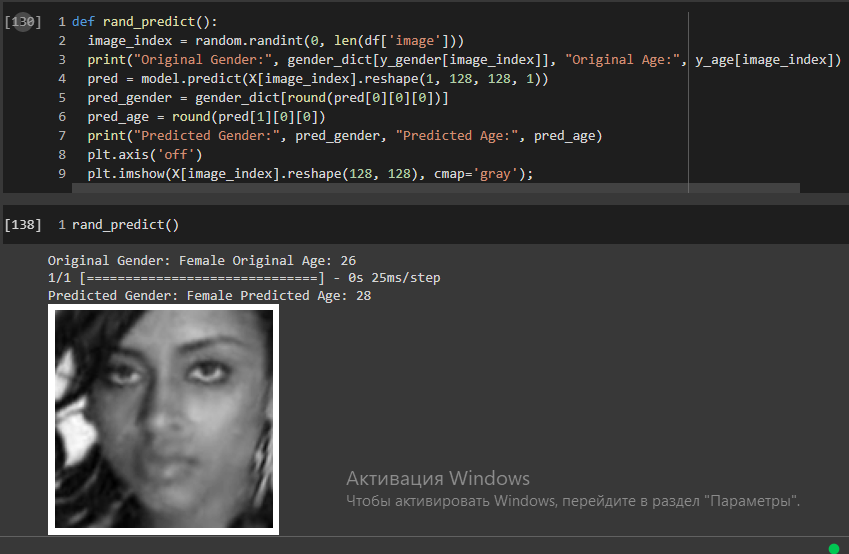 [130] 1 def rand_predict():
2 image_index = random.randint(0, len(df['image']))
3 print("Original Gender:", gender_dict[y_gender[image_index]], "Original Age:", y_age[image_index])
4 pred = model.predict(X[image_index].reshape(1, 128, 128, 1))
5 pred_gender = gender_dict[round(pred[0][0][0])]
6 pred_age = round(pred[1][0][0])
7 print("Predicted Gender:", pred_gender, "Predicted Age:", pred_age)
8 plt.axis('off')
9 plt.imshow(X[image_index].reshape(128, 128), cmap='gray');
[138] 1 rand_predict()
Original Gender: Female Original Age: 26
1/1 [==============================] - 0s 25ms/step
Predicted Gender: Female Predicted Age: 28
Активация Windows
Чтобы активировать Windows, перейдите в раздел "Параметры".